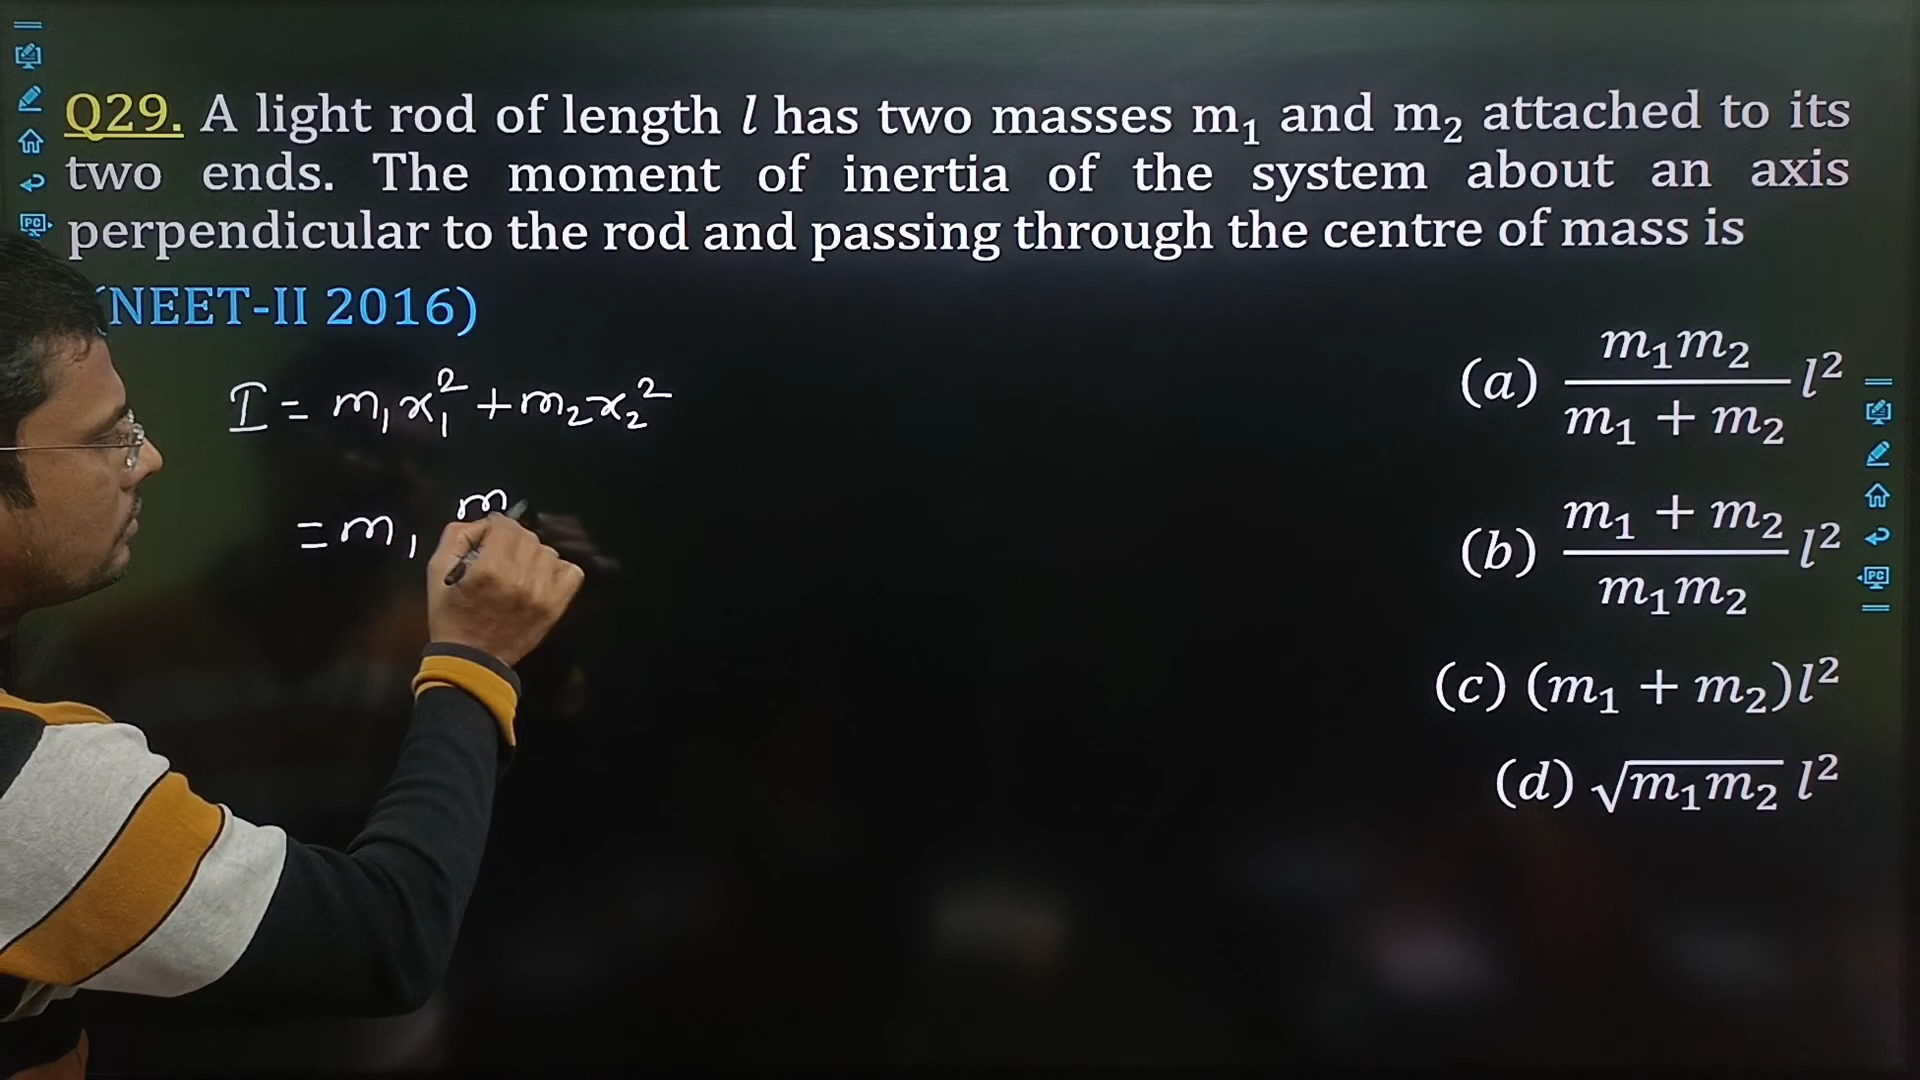 Q29. A light rod of length l has two masses m₁ and m₂ attached to its
two ends. The moment of inertia of the system about an axis
perpendicular to the rod and passing through the centre of mass is
(NEET-II 2016)
I = m₁x₁² + m₂x₂²
= m₁ m
(a) m₁m₂ / m₁ + m₂ l²
(b) m₁ + m₂ / m₁m₂ l²
(c) (m₁ + m₂)l²
(d) √m₁m₂ l²
PC
PC